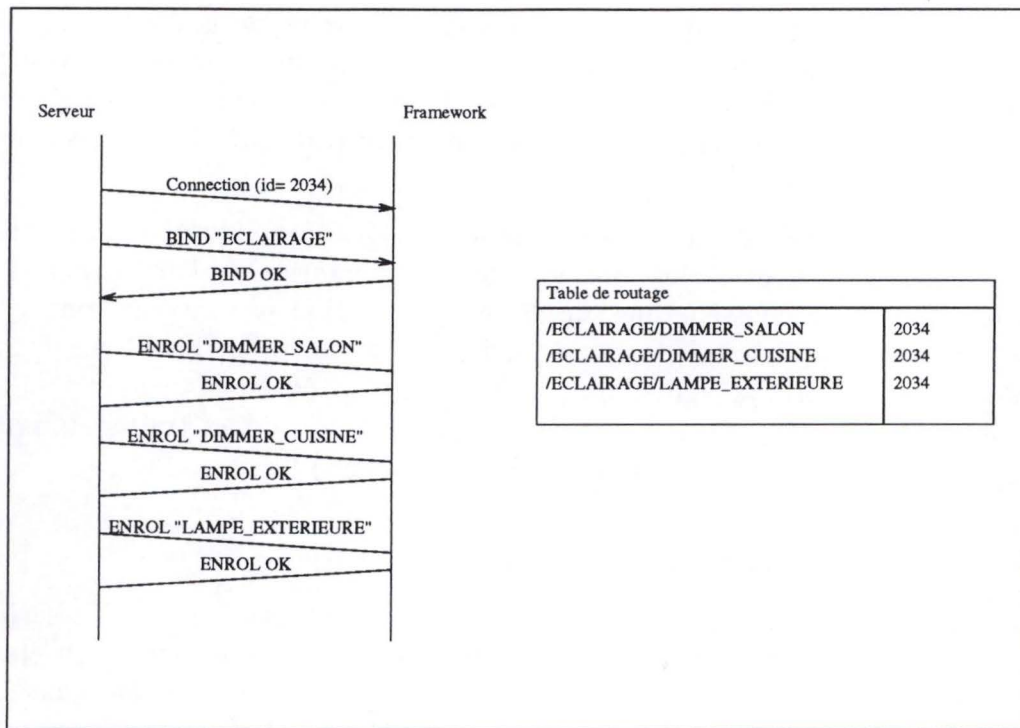 Serveur
Framework
Connection (id= 2034)
BIND "ECLAIRAGE"
BIND OK
ENROL "DIMMER_SALON"
ENROL OK
ENROL "DIMMER_CUISINE"
ENROL OK
ENROL "LAMPE_EXTERIEURE"
ENROL OK
Table de routage
/ECLAIRAGE/DIMMER_SALON 2034
/ECLAIRAGE/DIMMER_CUISINE 2034
/ECLAIRAGE/LAMPE_EXTERIEURE 2034